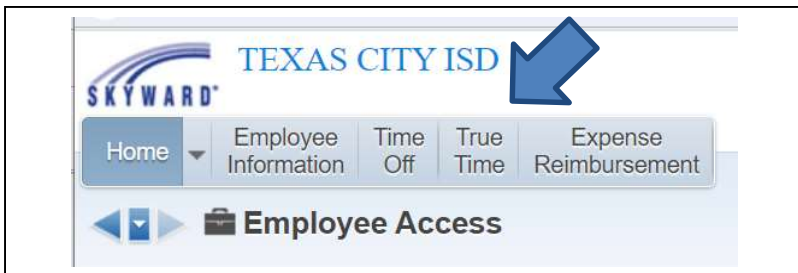 TEXAS CITY ISD
SKYWARD®
Home
Employee Information
Time Off
True Time
Expense Reimbursement
Employee Access